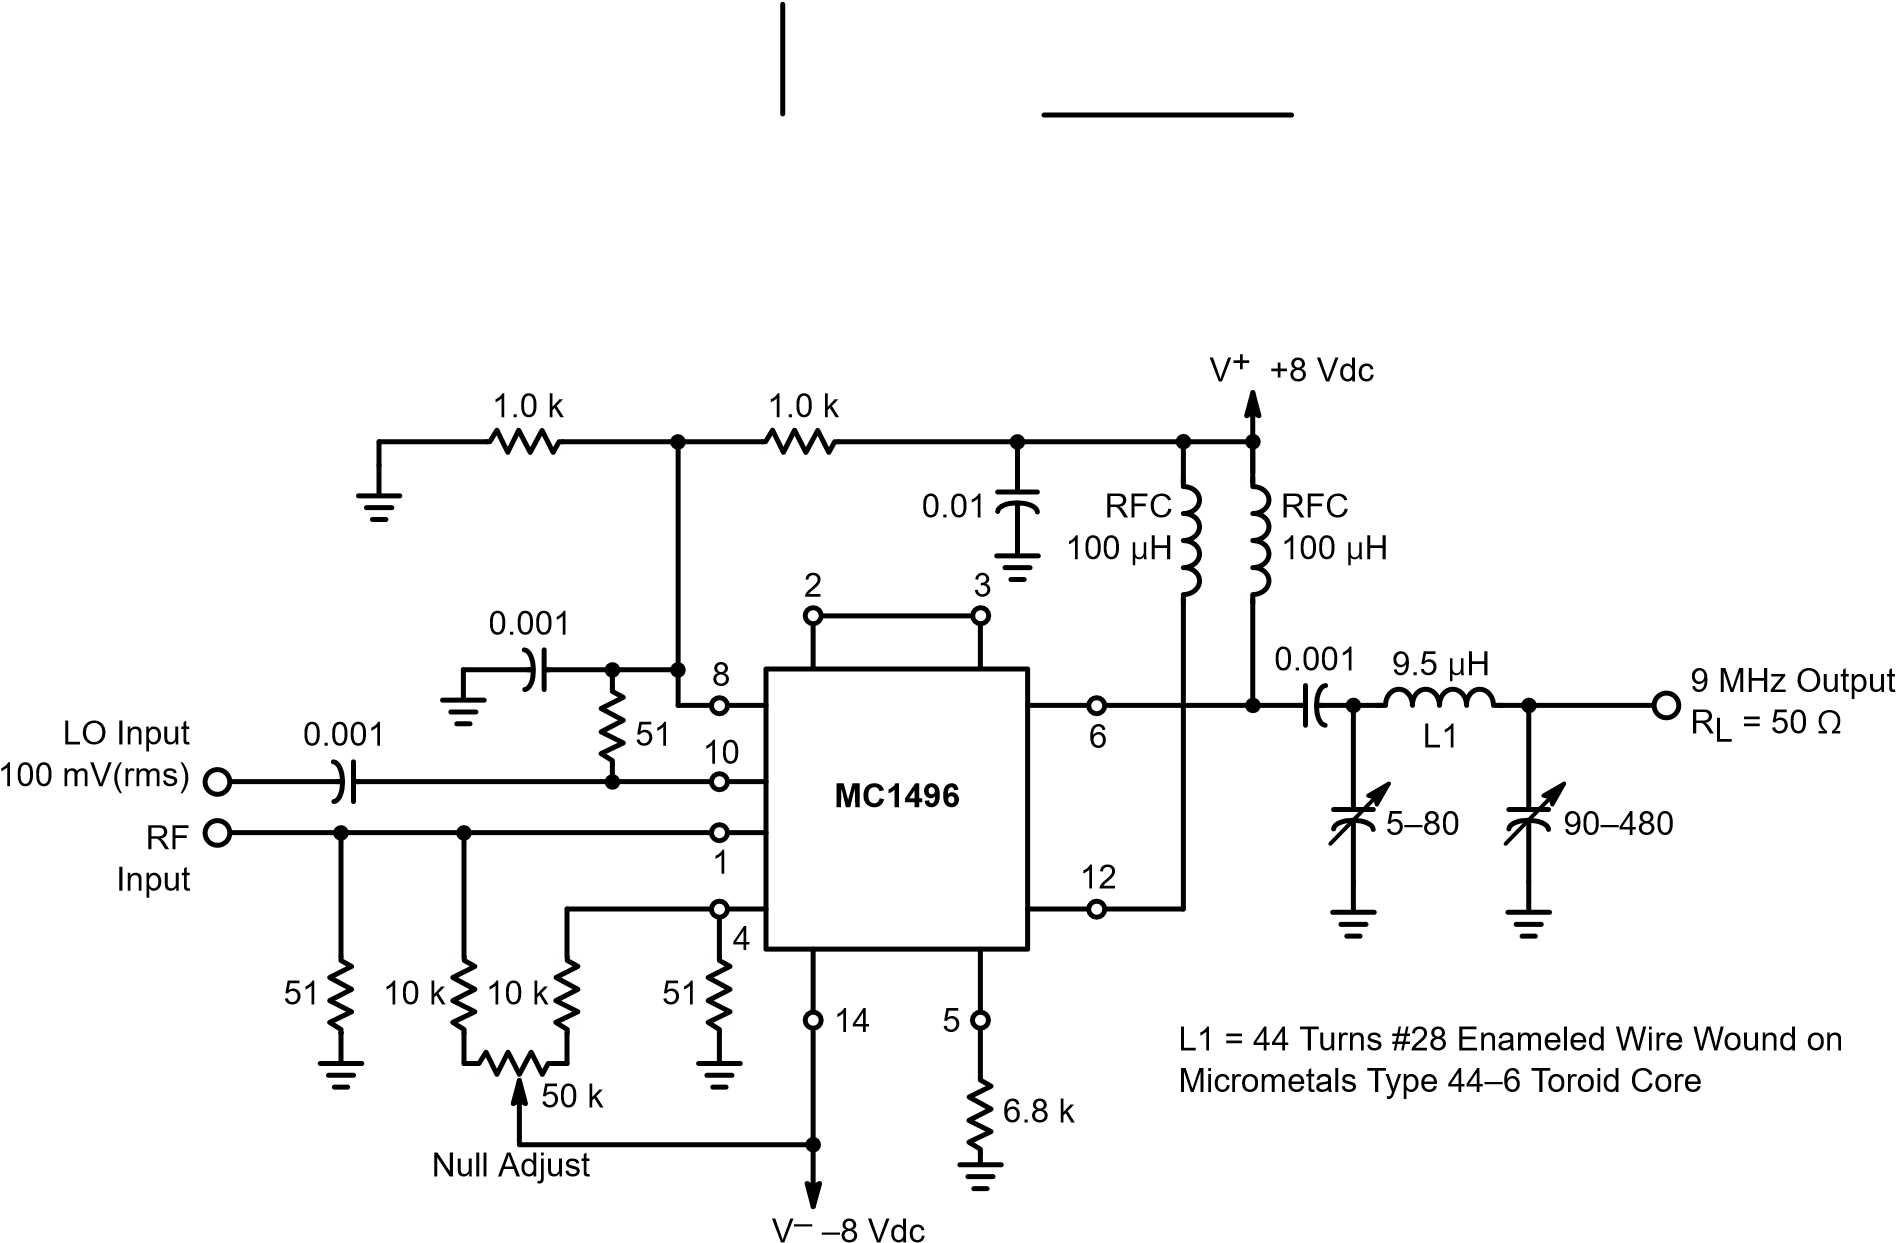 V+ +8 Vdc
1.0 k
1.0 k
0.01
RFC
100 µH
RFC
100 µH
2
3
0.001
8
0.001
9.5 µH
L1
9 MHz Output
RL = 50 Ω
LO Input
100 mV(rms)
0.001
51
10
6
MC1496
RF
Input
1
5–80
90–480
12
4
51
10 k
10 k
51
14
5
50 k
6.8 k
Null Adjust
V– –8 Vdc
L1 = 44 Turns #28 Enameled Wire Wound on
Micrometals Type 44–6 Toroid Core